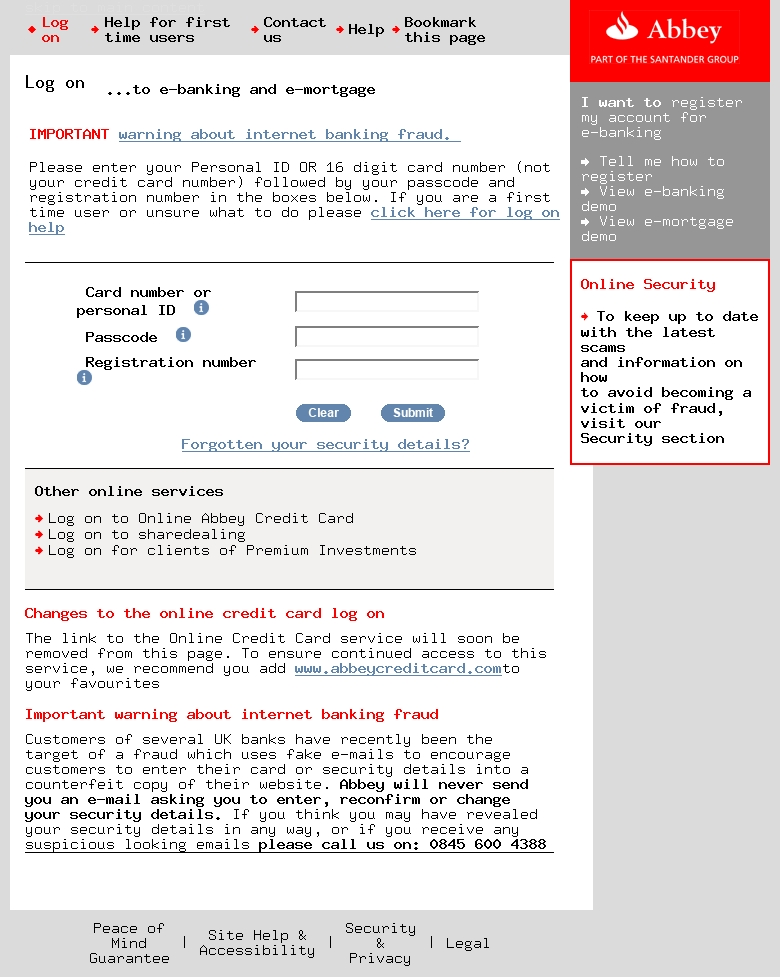 Log on
Help for first time users
Contact us
Help
Bookmark this page
Abbey
PART OF THE SANTANDER GROUP
Log on ...to e-banking and e-mortgage
IMPORTANT warning about internet banking fraud.
Please enter your Personal ID OR 16 digit card number (not
your credit card number) followed by your passcode and
registration number in the boxes below. If you are a first
time user or unsure what to do please click here for log on
help
Card number or
personal ID
Passcode
Registration number
Clear Submit
Forgotten your security details?
Other online services
Log on to Online Abbey Credit Card
Log on to sharedealing
Log on for clients of Premium Investments
Changes to the online credit card log on
The link to the Online Credit Card service will soon be
removed from this page. To ensure continued access to this
service, we recommend you add www.abbeycreditcard.comto
your favourites
Important warning about internet banking fraud
Customers of several UK banks have recently been the
target of a fraud which uses fake e-mails to encourage
customers to enter their card or security details into a
counterfeit copy of their website. Abbey will never send
you an e-mail asking you to enter, reconfirm or change
your security details. If you think you may have revealed
your security details in any way, or if you receive any
suspicious looking emails please call us on: 0845 600 4388
I want to register
my account for
e-banking
Tell me how to
register
View e-banking
demo
View e-mortgage
demo
Online Security
To keep up to date
with the latest
scams
and information on
how
to avoid becoming a
victim of fraud,
visit our
Security section
Peace of
Mind
Guarantee
|
Site Help &
Accessibility
|
Security
&
Privacy
|
Legal